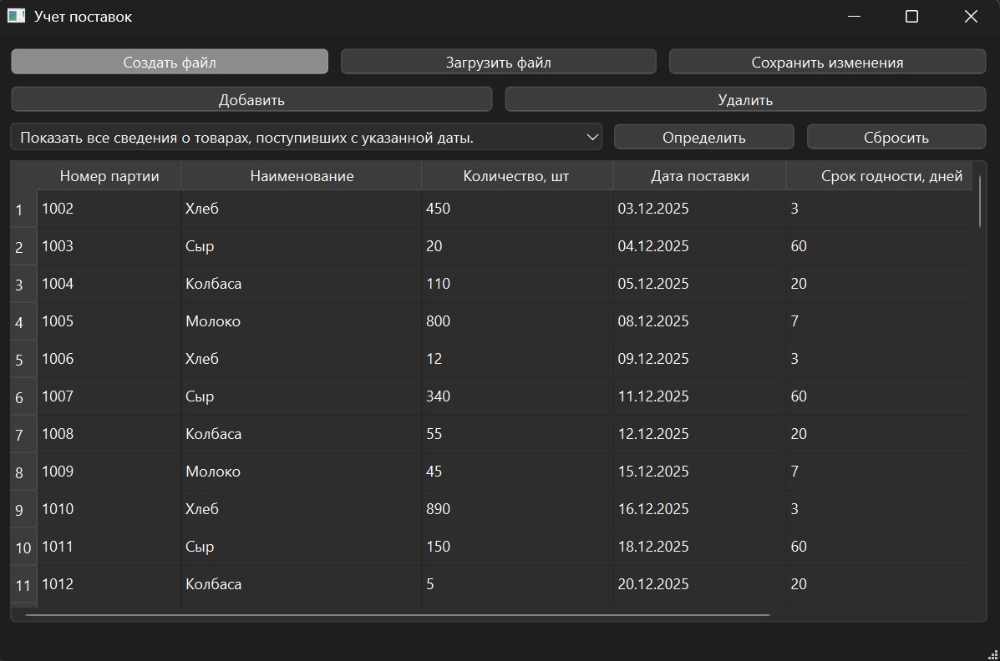 Учет поставок
Создать файл Загрузить файл Сохранить изменения
Добавить Удалить
Показать все сведения о товарах, поступивших с указанной даты. Определить Сбросить
Номер партии Наименование Количество, шт Дата поставки Срок годности, дней
1 1002 Хлеб 450 03.12.2025 3
2 1003 Сыр 20 04.12.2025 60
3 1004 Колбаса 110 05.12.2025 20
4 1005 Молоко 800 08.12.2025 7
5 1006 Хлеб 12 09.12.2025 3
6 1007 Сыр 340 11.12.2025 60
7 1008 Колбаса 55 12.12.2025 20
8 1009 Молоко 45 15.12.2025 7
9 1010 Хлеб 890 16.12.2025 3
10 1011 Сыр 150 18.12.2025 60
11 1012 Колбаса 5 20.12.2025 20